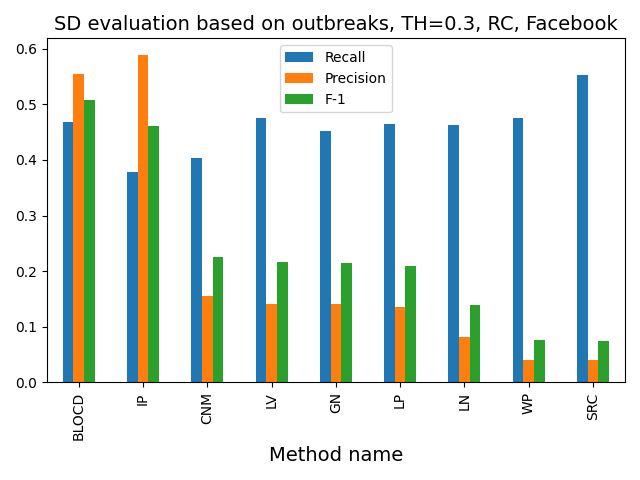 SD evaluation based on outbreaks, TH=0.3, RC, Facebook
Recall
Precision
F-1
0.6
0.5
0.4
0.3
0.2
0.1
0.0
BLOCD
IP
CNM
LV
GN
LP
LN
WP
SRC
Method name